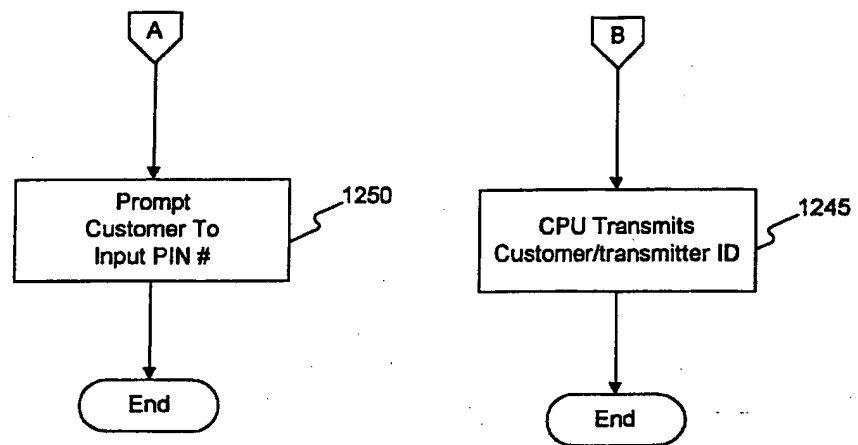 A
Prompt
Customer To
Input PIN #
1250
End
B
CPU Transmits
Customer/transmitter ID
1245
End